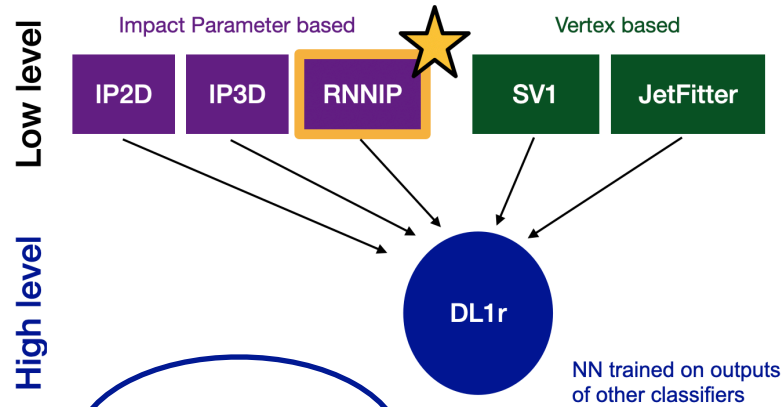 Impact Parameter based
Vertex based
Low level
IP2D
IP3D
RNNIP
SV1
JetFitter
High level
DL1r
NN trained on outputs
of other classifiers